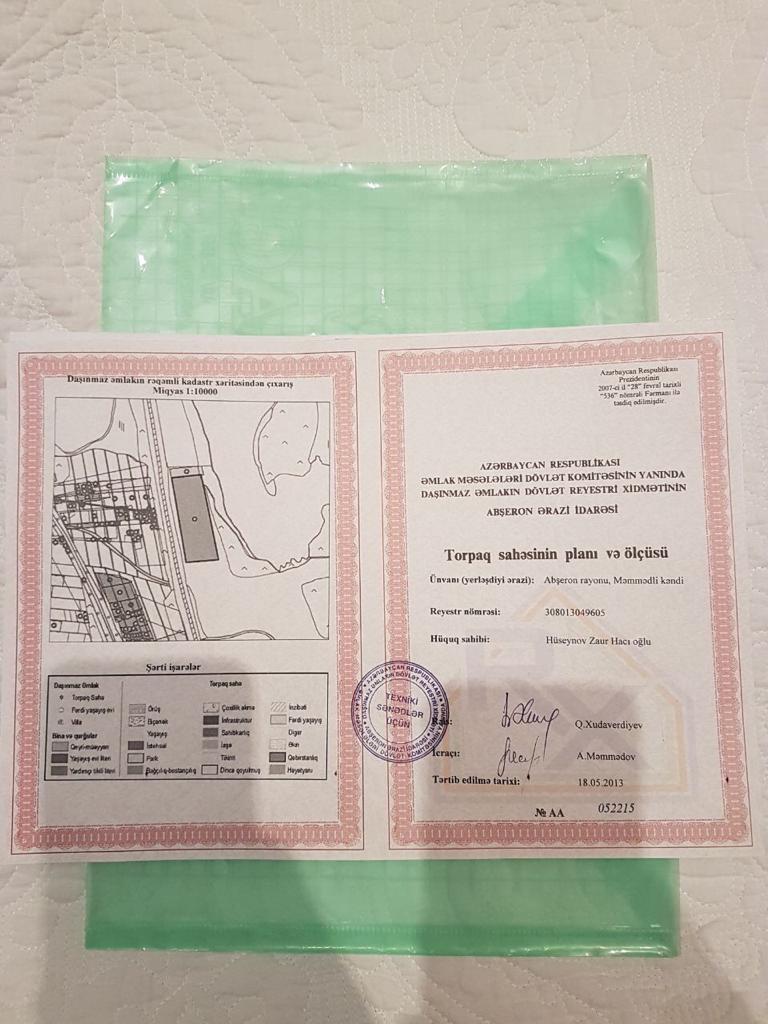 Daşınmaz əmlakın rəqəmli kadastr xəritəsindən çıxarış
Miqyas 1:10000
Şərti işarələr
Daşınmaz Əmlak
Torpaq Sahə
Fərdi yaşayış evi
Villa
Bina və qurğular
Qeyri-müəyyən
Yaşayış evi literi
Yardımçı tikili literi
Torpaq sahə
Örüş
Biçənək
Yaşayış
İstehsal
Park
Bağçılıq-bostançılıq
Çoxillik əkmə
İnfrastruktur
Sahibkarlıq
İaşə
Tikinti
Dincə qoyulmuş
İnzibati
Fərdi yaşayış
Digər
Əkin
Qəbiristanlıq
Həyətyanı
Azərbaycan Respublikası
Prezidentinin
2007-ci il "28" fevral tarixli
"536" nömrəli Fərmanı ilə
təsdiq edilmişdir.
AZƏRBAYCAN RESPUBLİKASI
ƏMLAK MƏSƏLƏLƏRİ DÖVLƏT KOMİTƏSİNİN YANINDA
DAŞINMAZ ƏMLAKIN DÖVLƏT REYESTRİ XİDMƏTİNİN
ABŞERON ƏRAZİ İDARƏSİ
Torpaq sahəsinin planı və ölçüsü
Ünvanı (yerləşdiyi ərazi): Abşeron rayonu, Məmmədli kəndi
Reyestr nömrəsi: 308013049605
Hüquq sahibi: Hüseynov Zaur Hacı oğlu
TEXNİKİ
SƏNƏDLƏR
ÜÇÜN
Q.Xudaverdiyev
İcraçı: A.Məmmədov
Tərtib edilmə tarixi: 18.05.2013
№ AA 052215